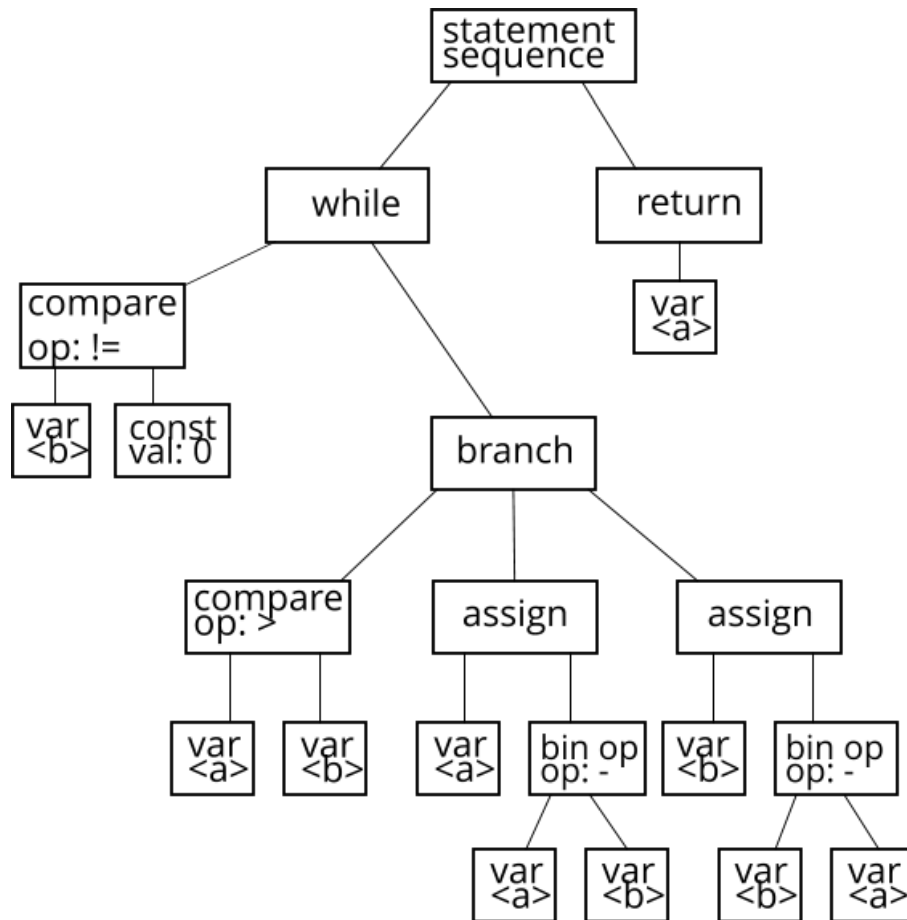 statement
sequence
while
return
compare
op: !=
var
<a>
var
<b>
const
val: 0
branch
compare
op: >
assign
assign
var
<a>
var
<b>
var
<a>
bin op
op: -
var
<b>
bin op
op: -
var
<a>
var
<b>
var
<b>
var
<a>